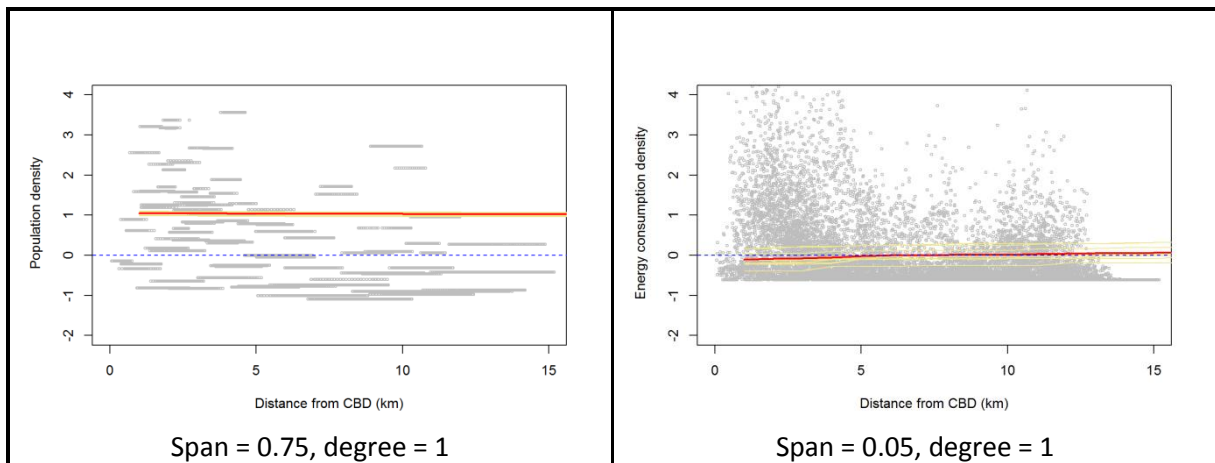 Population density
4
3
2
1
0
-1
-2
0 5 10 15
Distance from CBD (km)
Span = 0.75, degree = 1
Energy consumption density
4
3
2
1
0
-1
-2
0 5 10 15
Distance from CBD (km)
Span = 0.05, degree = 1